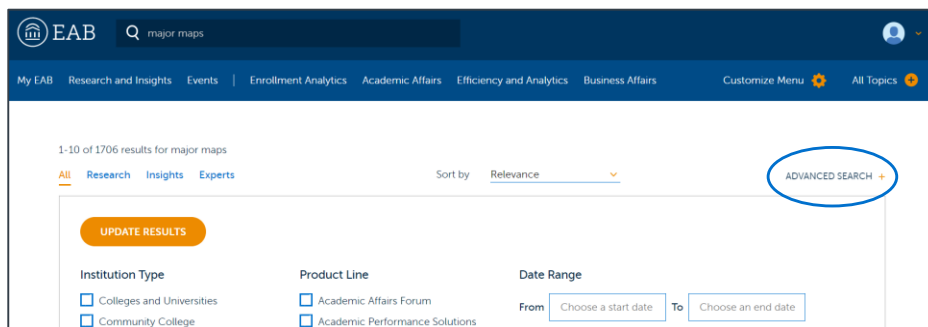 EAB major maps
My EAB Research and Insights Events | Enrollment Analytics Academic Affairs Efficiency and Analytics Business Affairs Customize Menu All Topics +
1-10 of 1706 results for major maps
All Research Insights Experts Sort by Relevance ADVANCED SEARCH +
UPDATE RESULTS
Institution Type Product Line Date Range
Colleges and Universities Academic Affairs Forum From Choose a start date To Choose an end date
Community College Academic Performance Solutions